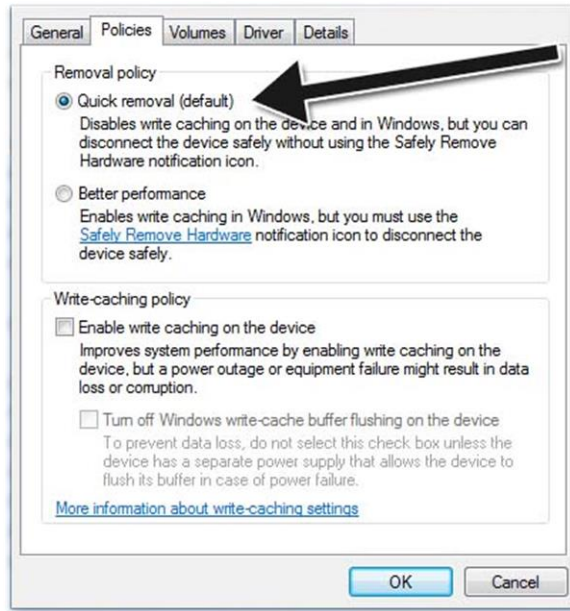 General Policies Volumes Driver Details
Removal policy
Quick removal (default)
Disables write caching on the device and in Windows, but you can
disconnect the device safely without using the Safely Remove
Hardware notification icon.
Better performance
Enables write caching in Windows, but you must use the
Safely Remove Hardware notification icon to disconnect the
device safely.
Write-caching policy
Enable write caching on the device
Improves system performance by enabling write caching on the
device, but a power outage or equipment failure might result in data
loss or corruption.
Turn off Windows write-cache buffer flushing on the device
To prevent data loss, do not select this check box unless the
device has a separate power supply that allows the device to
flush its buffer in case of power failure.
More information about write-caching settings
OK Cancel